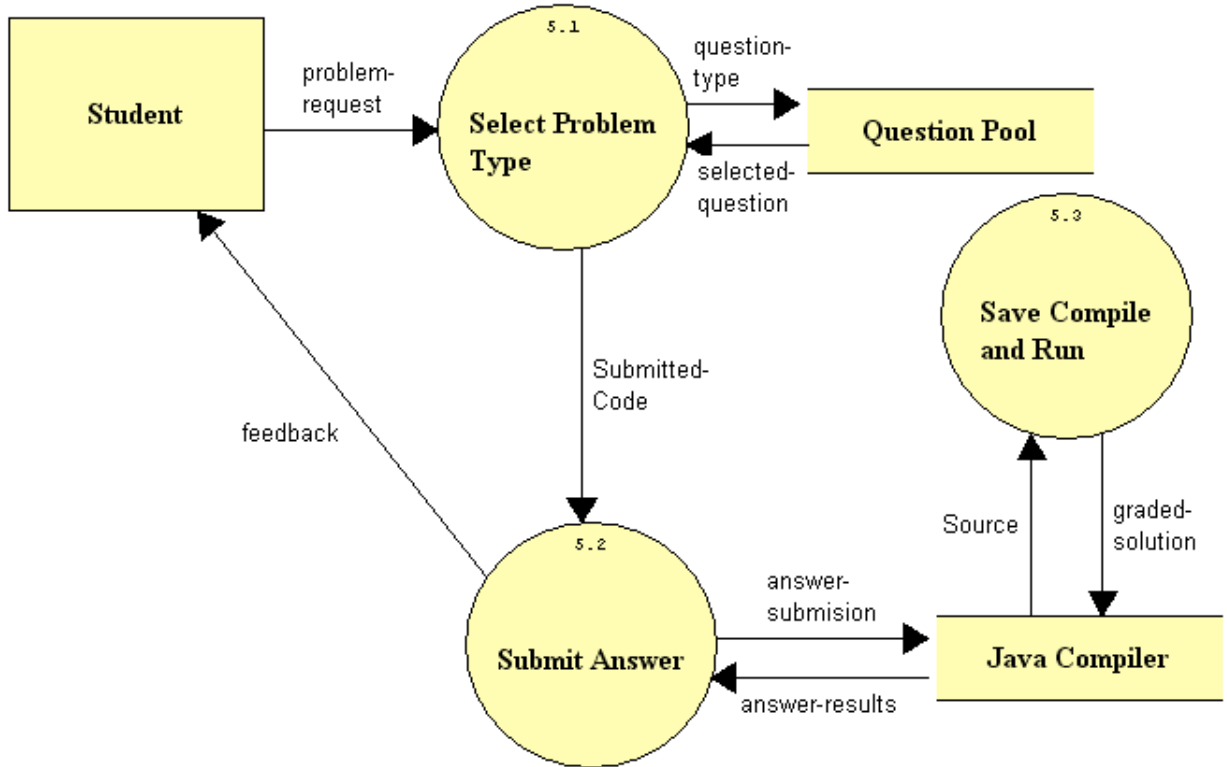 5.1
Student
problem-
request
Select Problem
Type
question-
type
Question Pool
selected-
question
5.3
Save Compile
and Run
Submitted-
Code
feedback
Source
graded-
solution
5.2
Submit Answer
answer-
submision
answer-results
Java Compiler